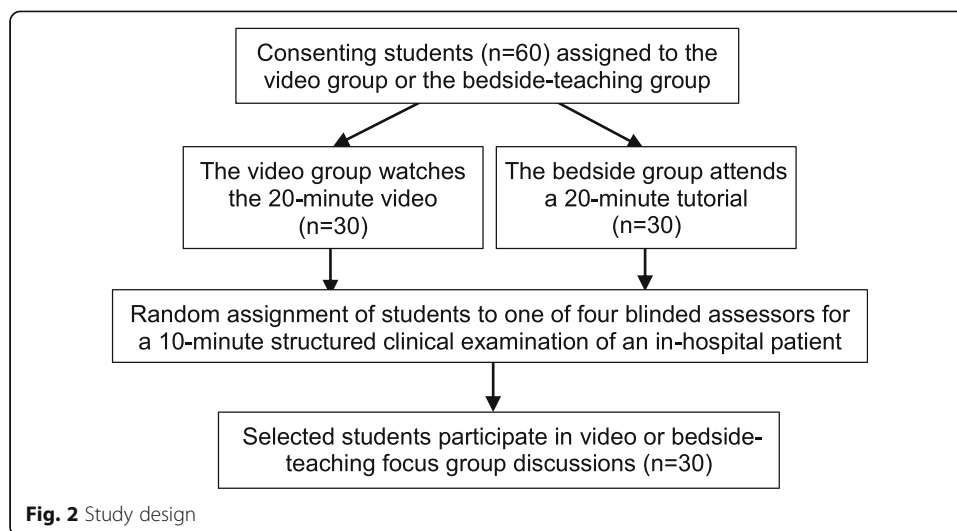 Consenting students (n=60) assigned to the
video group or the bedside-teaching group
The video group watches
the 20-minute video
(n=30)
The bedside group attends
a 20-minute tutorial
(n=30)
Random assignment of students to one of four blinded assessors for
a 10-minute structured clinical examination of an in-hospital patient
Selected students participate in video or bedside-
teaching focus group discussions (n=30)
Fig. 2 Study design